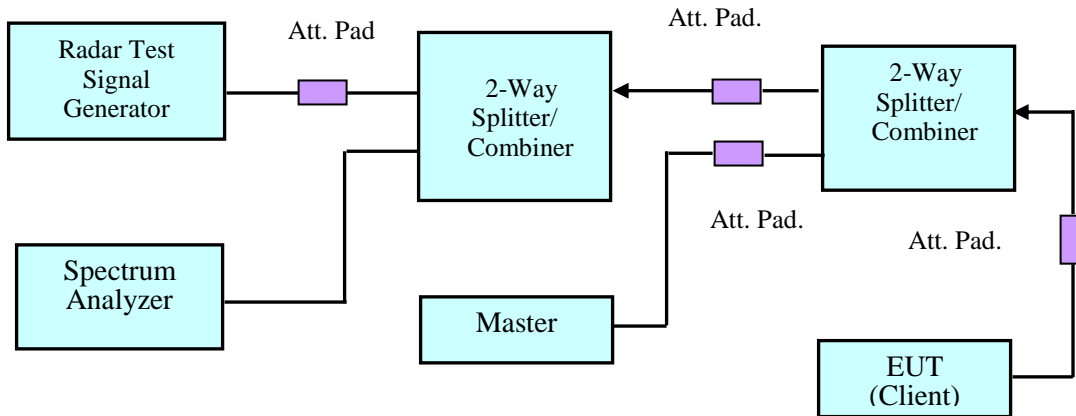 Radar Test
Signal
Generator
Att. Pad
2-Way
Splitter/
Combiner
Att. Pad.
2-Way
Splitter/
Combiner
Att. Pad.
Att. Pad.
Spectrum
Analyzer
Master
EUT
(Client)